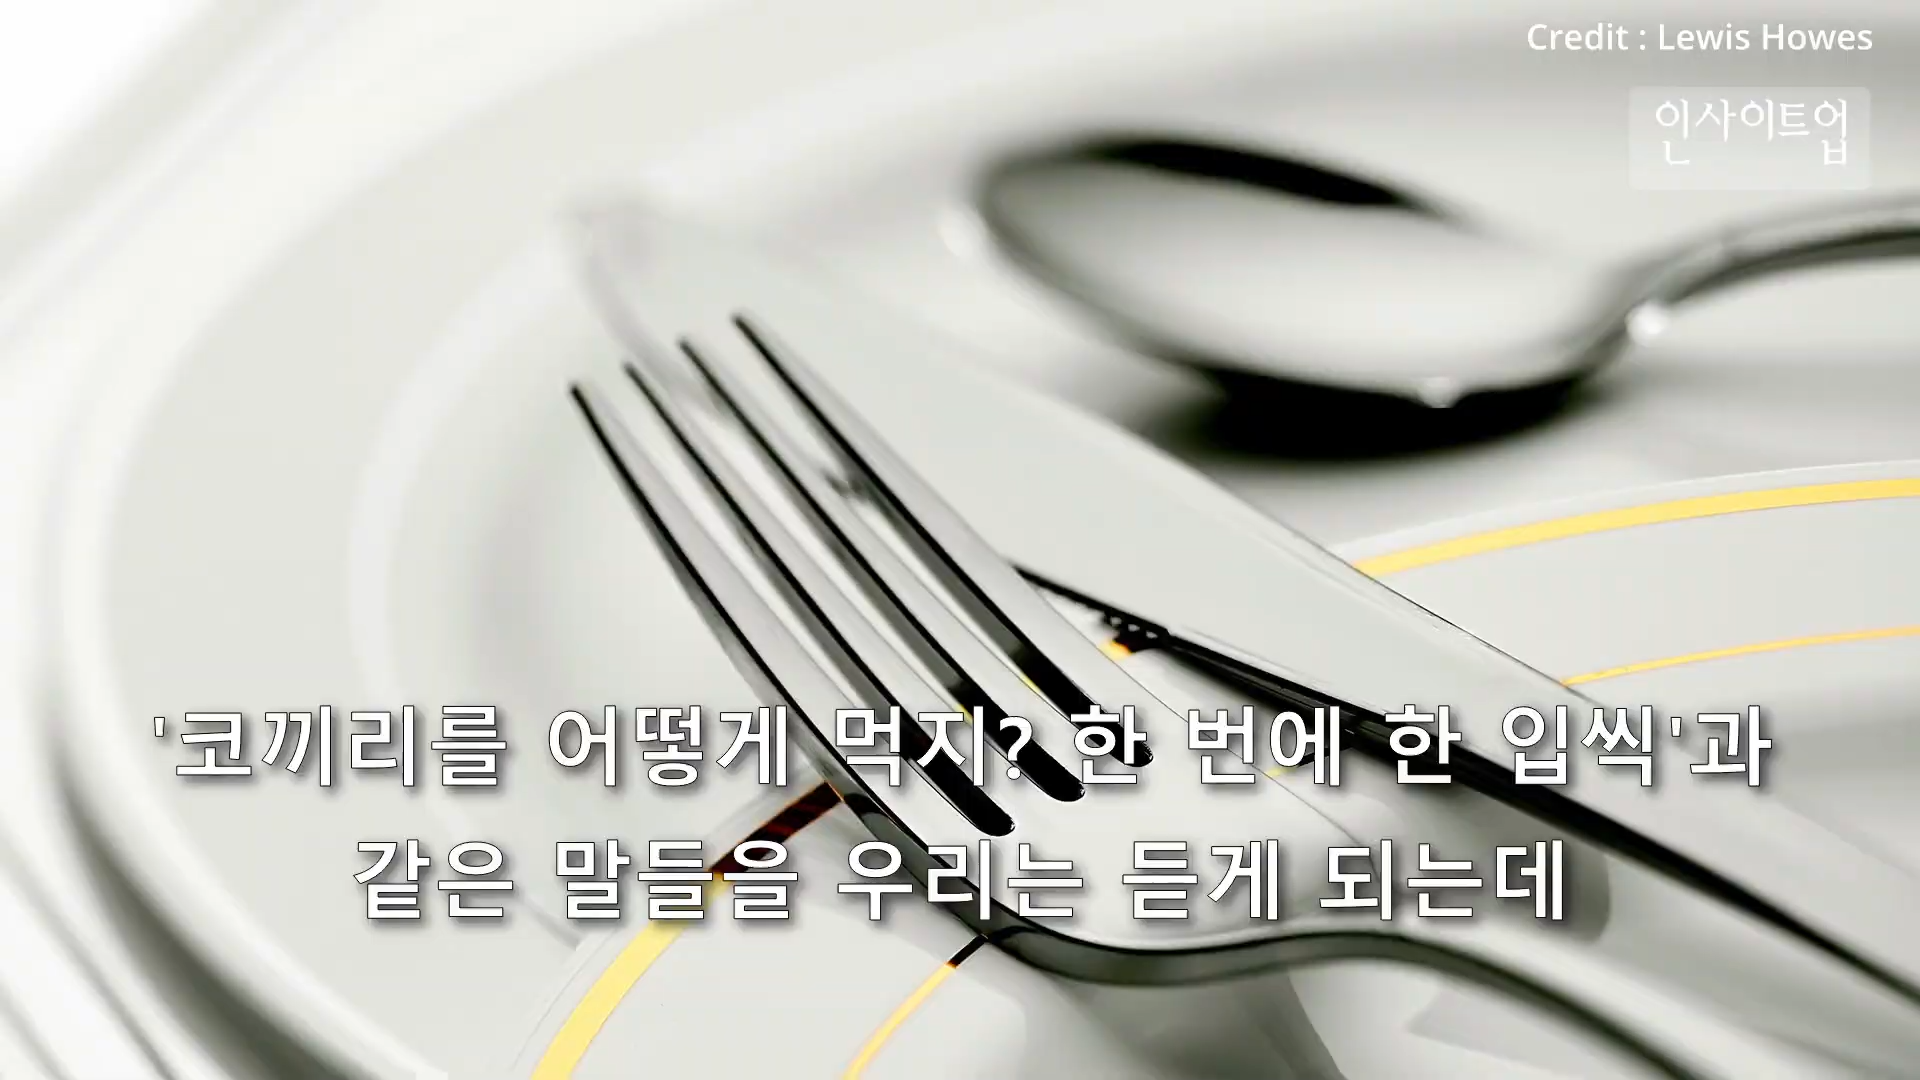 Credit : Lewis Howes
인사이트업
'코끼리를 어떻게 먹지? 한 번에 한 입씩'과
같은 말들을 우리는 듣게 되는데